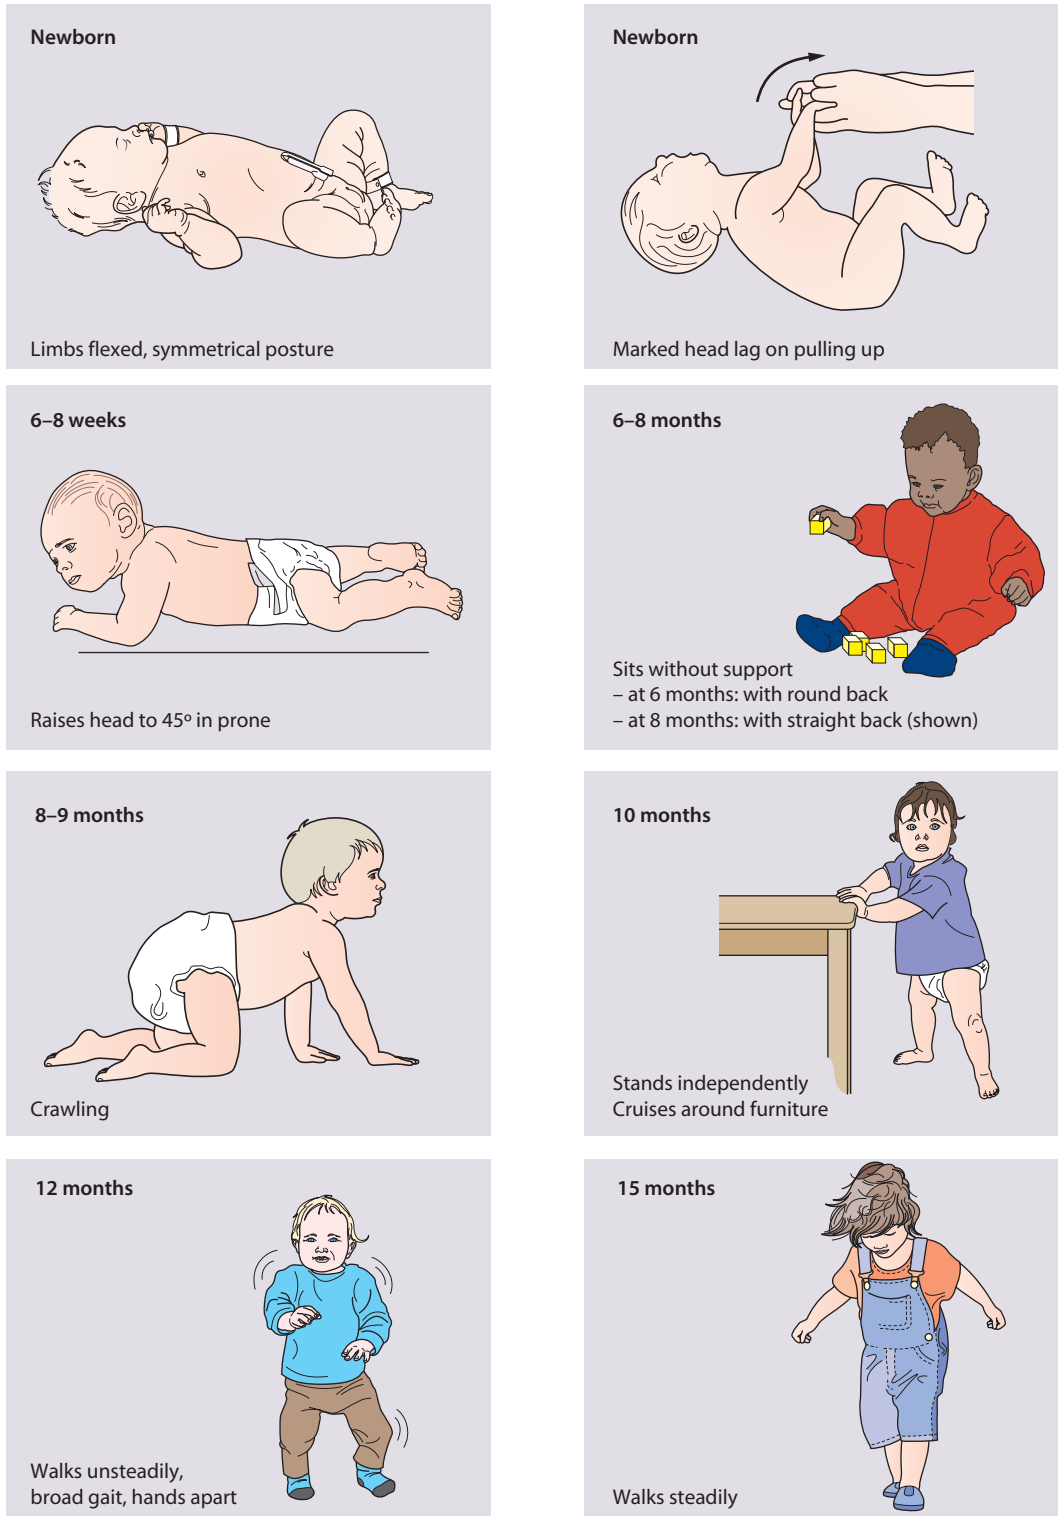 Newborn
Limbs flexed, symmetrical posture
Newborn
Marked head lag on pulling up
6–8 weeks
Raises head to 45º in prone
6–8 months
Sits without support
– at 6 months: with round back
– at 8 months: with straight back (shown)
8–9 months
Crawling
10 months
Stands independently
Cruises around furniture
12 months
Walks unsteadily,
broad gait, hands apart
15 months
Walks steadily